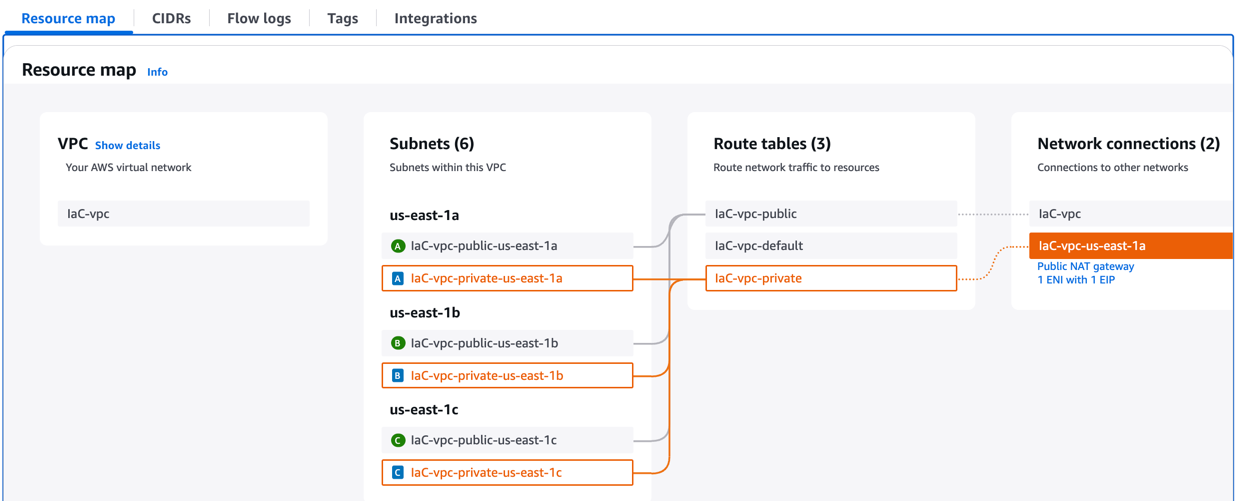 Resource map
CIDRs
Flow logs
Tags
Integrations
Resource map Info
VPC Show details
Your AWS virtual network
IaC-vpc
Subnets (6)
Subnets within this VPC
us-east-1a
A IaC-vpc-public-us-east-1a
A IaC-vpc-private-us-east-1a
us-east-1b
B IaC-vpc-public-us-east-1b
B IaC-vpc-private-us-east-1b
us-east-1c
C IaC-vpc-public-us-east-1c
C IaC-vpc-private-us-east-1c
Route tables (3)
Route network traffic to resources
IaC-vpc-public
IaC-vpc-default
IaC-vpc-private
Network connections (2)
Connections to other networks
IaC-vpc
IaC-vpc-us-east-1a
Public NAT gateway
1 ENI with 1 EIP